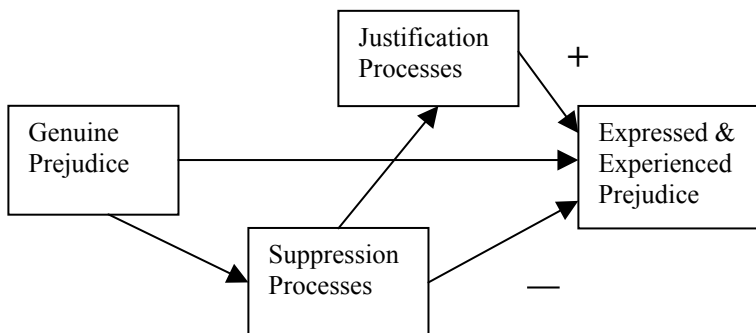 Justification
Processes
+
Genuine
Prejudice
Expressed &
Experienced
Prejudice
Suppression
Processes
—